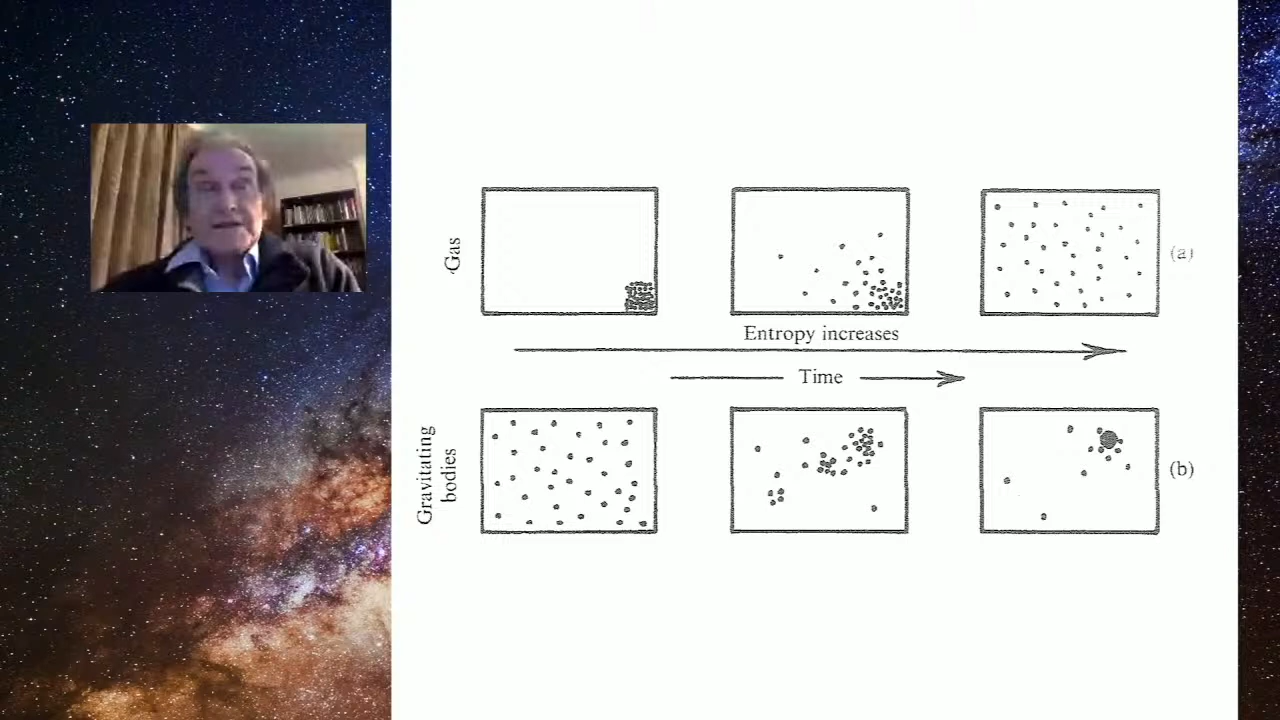 Gas
(a)
Entropy increases
Time
Gravitating
bodies
(b)